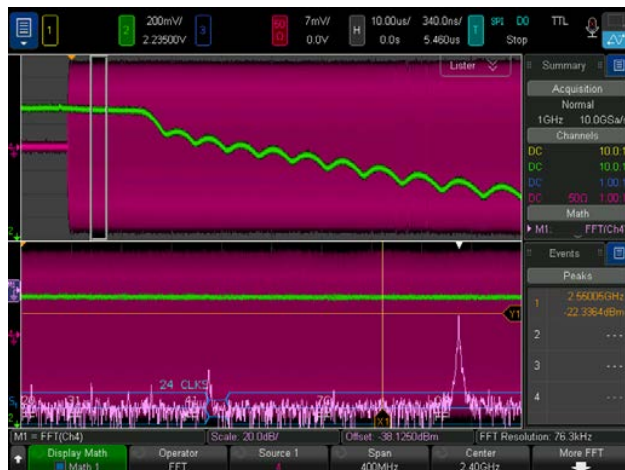 1 2 200mV/ 3 50Ω 7mV/ H 10.00us/ 340.0ns/ T SPI D0 TTL
2.23500V 0.0V 0.0s 5.460us Stop
Lister
Summary
Acquisition
Normal
1GHz 10.0GSa/s
Channels
DC 10.0:1
DC 10.0:1
DC 1.00:1
DC 50Ω 1.00:1
Math
M1: FFT(Ch4)
Events
Peaks
1 2.55005GHz
-22.3364dBm
2 ---
3 ---
4 ---
Y1
24 CLKS
X1
M1 = FFT(Ch4) Scale: 20.0dB/ Offset: -38.1250dBm FFT Resolution: 76.3kHz
Display Math Operator Source 1 Span Center More FFT
Math 1 FFT 4 400MHz 2.40GHz